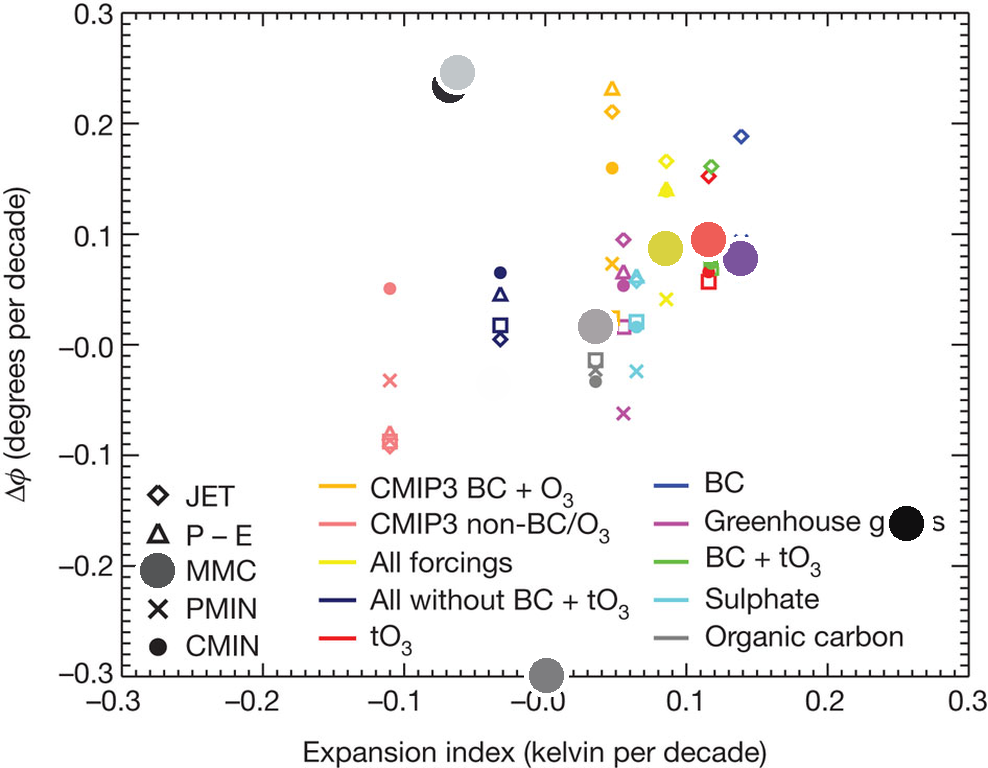 0.3
0.2
0.1
−0.0
−0.1
−0.2
−0.3
−0.3
−0.2
−0.1
−0.0
0.1
0.2
0.3
Δϕ (degrees per decade)
Expansion index (kelvin per decade)
JET
P – E
MMC
PMIN
CMIN
CMIP3 BC + O₃
CMIP3 non-BC/O₃
All forcings
All without BC + tO₃
tO₃
BC
Greenhouse
BC + tO₃
Sulphate
Organic carbon